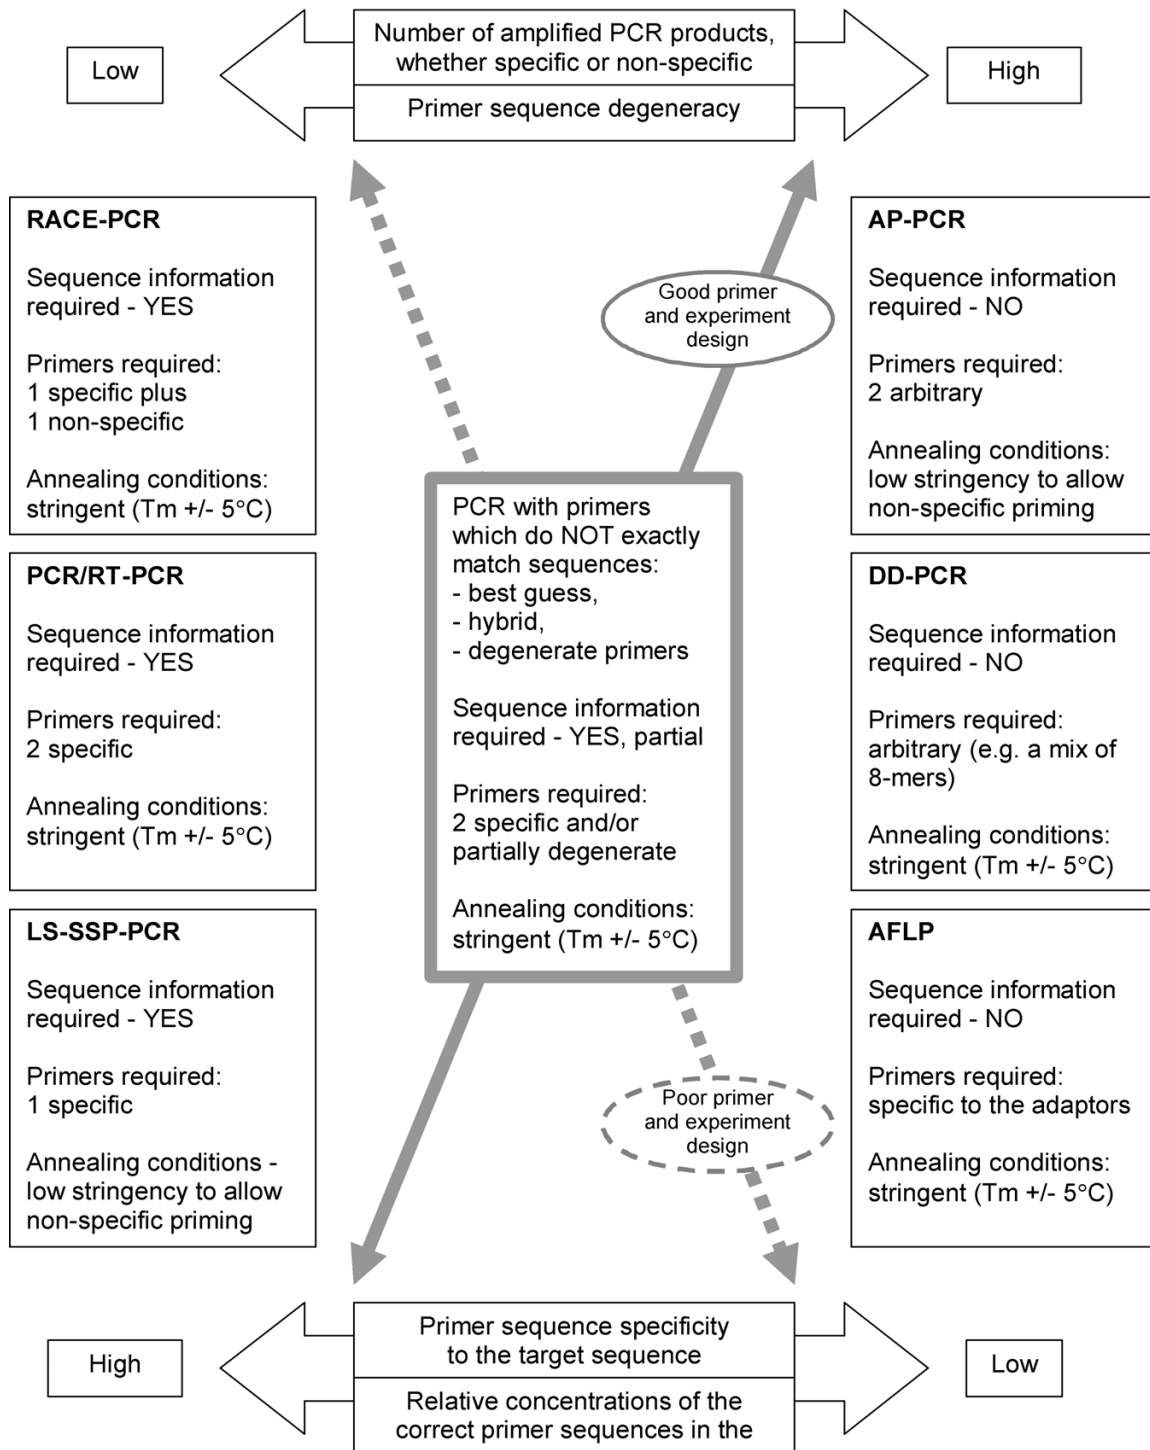 Number of amplified PCR products,
whether specific or non-specific
Primer sequence degeneracy
Low
High
RACE-PCR
Sequence information
required - YES
Primers required:
1 specific plus
1 non-specific
Annealing conditions:
stringent (Tm +/- 5°C)
PCR/RT-PCR
Sequence information
required - YES
Primers required:
2 specific
Annealing conditions:
stringent (Tm +/- 5°C)
LS-SSP-PCR
Sequence information
required - YES
Primers required:
1 specific
Annealing conditions -
low stringency to allow
non-specific priming
Good primer
and experiment
design
PCR with primers
which do NOT exactly
match sequences:
- best guess,
- hybrid,
- degenerate primers
Sequence information
required - YES, partial
Primers required:
2 specific and/or
partially degenerate
Annealing conditions:
stringent (Tm +/- 5°C)
Poor primer
and experiment
design
AP-PCR
Sequence information
required - NO
Primers required:
2 arbitrary
Annealing conditions:
low stringency to allow
non-specific priming
DD-PCR
Sequence information
required - NO
Primers required:
arbitrary (e.g. a mix of
8-mers)
Annealing conditions:
stringent (Tm +/- 5°C)
AFLP
Sequence information
required - NO
Primers required:
specific to the adaptors
Annealing conditions:
stringent (Tm +/- 5°C)
High
Primer sequence specificity
to the target sequence
Relative concentrations of the
correct primer sequences in the
Low